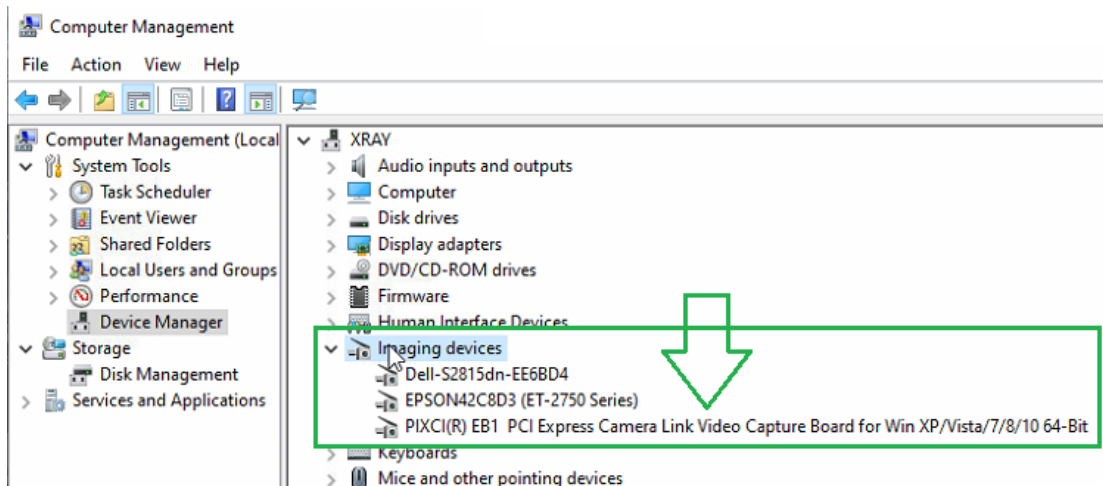 Computer Management
File Action View Help
Computer Management (Local
System Tools
Task Scheduler
Event Viewer
Shared Folders
Local Users and Groups
Performance
Device Manager
Storage
Disk Management
Services and Applications
XRAY
Audio inputs and outputs
Computer
Disk drives
Display adapters
DVD/CD-ROM drives
Firmware
Human Interface Devices
Imaging devices
Dell-S2815dn-EE6BD4
EPSON42C8D3 (ET-2750 Series)
PIXCI(R) EB1 PCI Express Camera Link Video Capture Board for Win XP/Vista/7/8/10 64-Bit
Keyboards
Mice and other pointing devices